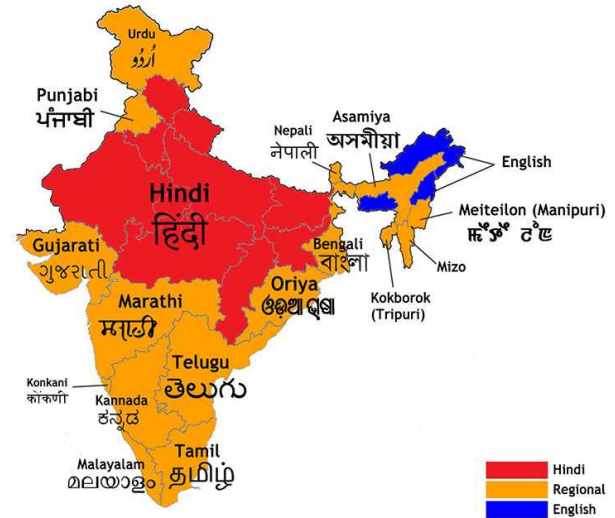 Urdu
اُردُو
Punjabi
ਪੰਜਾਬੀ
Nepali
नेपाली
Asamiya
অসমীয়া
English
Hindi
हिंदी
Meiteilon (Manipuri)
Gujarati
ગુજરાતી
Bengali
বাংলা
Mizo
Kokborok
(Tripuri)
Oriya
ଓଡ଼ିଆ ଭାଷା
Marathi
मराठी
Telugu
తెలుగు
Konkani
कोंकणी
Kannada
ಕನ್ನಡ
Tamil
தமிழ்
Malayalam
മലയാളം
Hindi
Regional
English